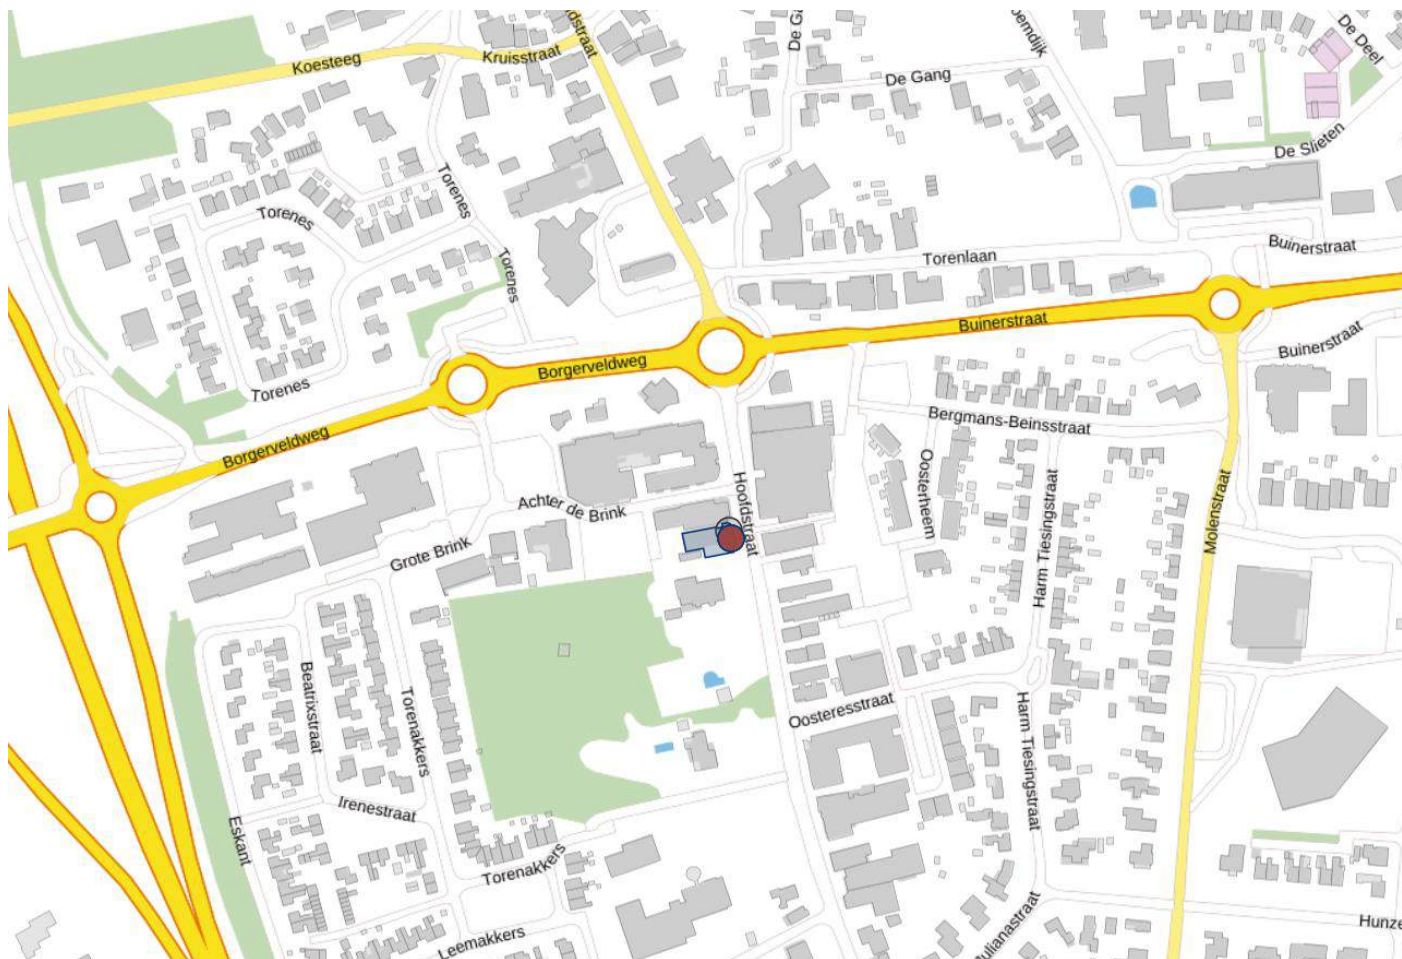 De Ga
De Deel
Koesteeg
Kruisstraat
De Gang
De Slieten
Torenes
Torenes
Torenes
Torenlaan
Buinerstraat
Buinerstraat
Buinerstraat
Borgerveldweg
Torenes
Bergmans-Beinsstraat
Borgerveldweg
Oosterheem
Hoofdstraat
Harm Tiesingstraat
Molenstraat
Achter de Brink
Grote Brink
Beatrixstraat
Torenakkers
Oosteresstraat
Harm Tiesingstraat
Irenestraat
Eskant
Torenakkers
Leemakkers
Hunze